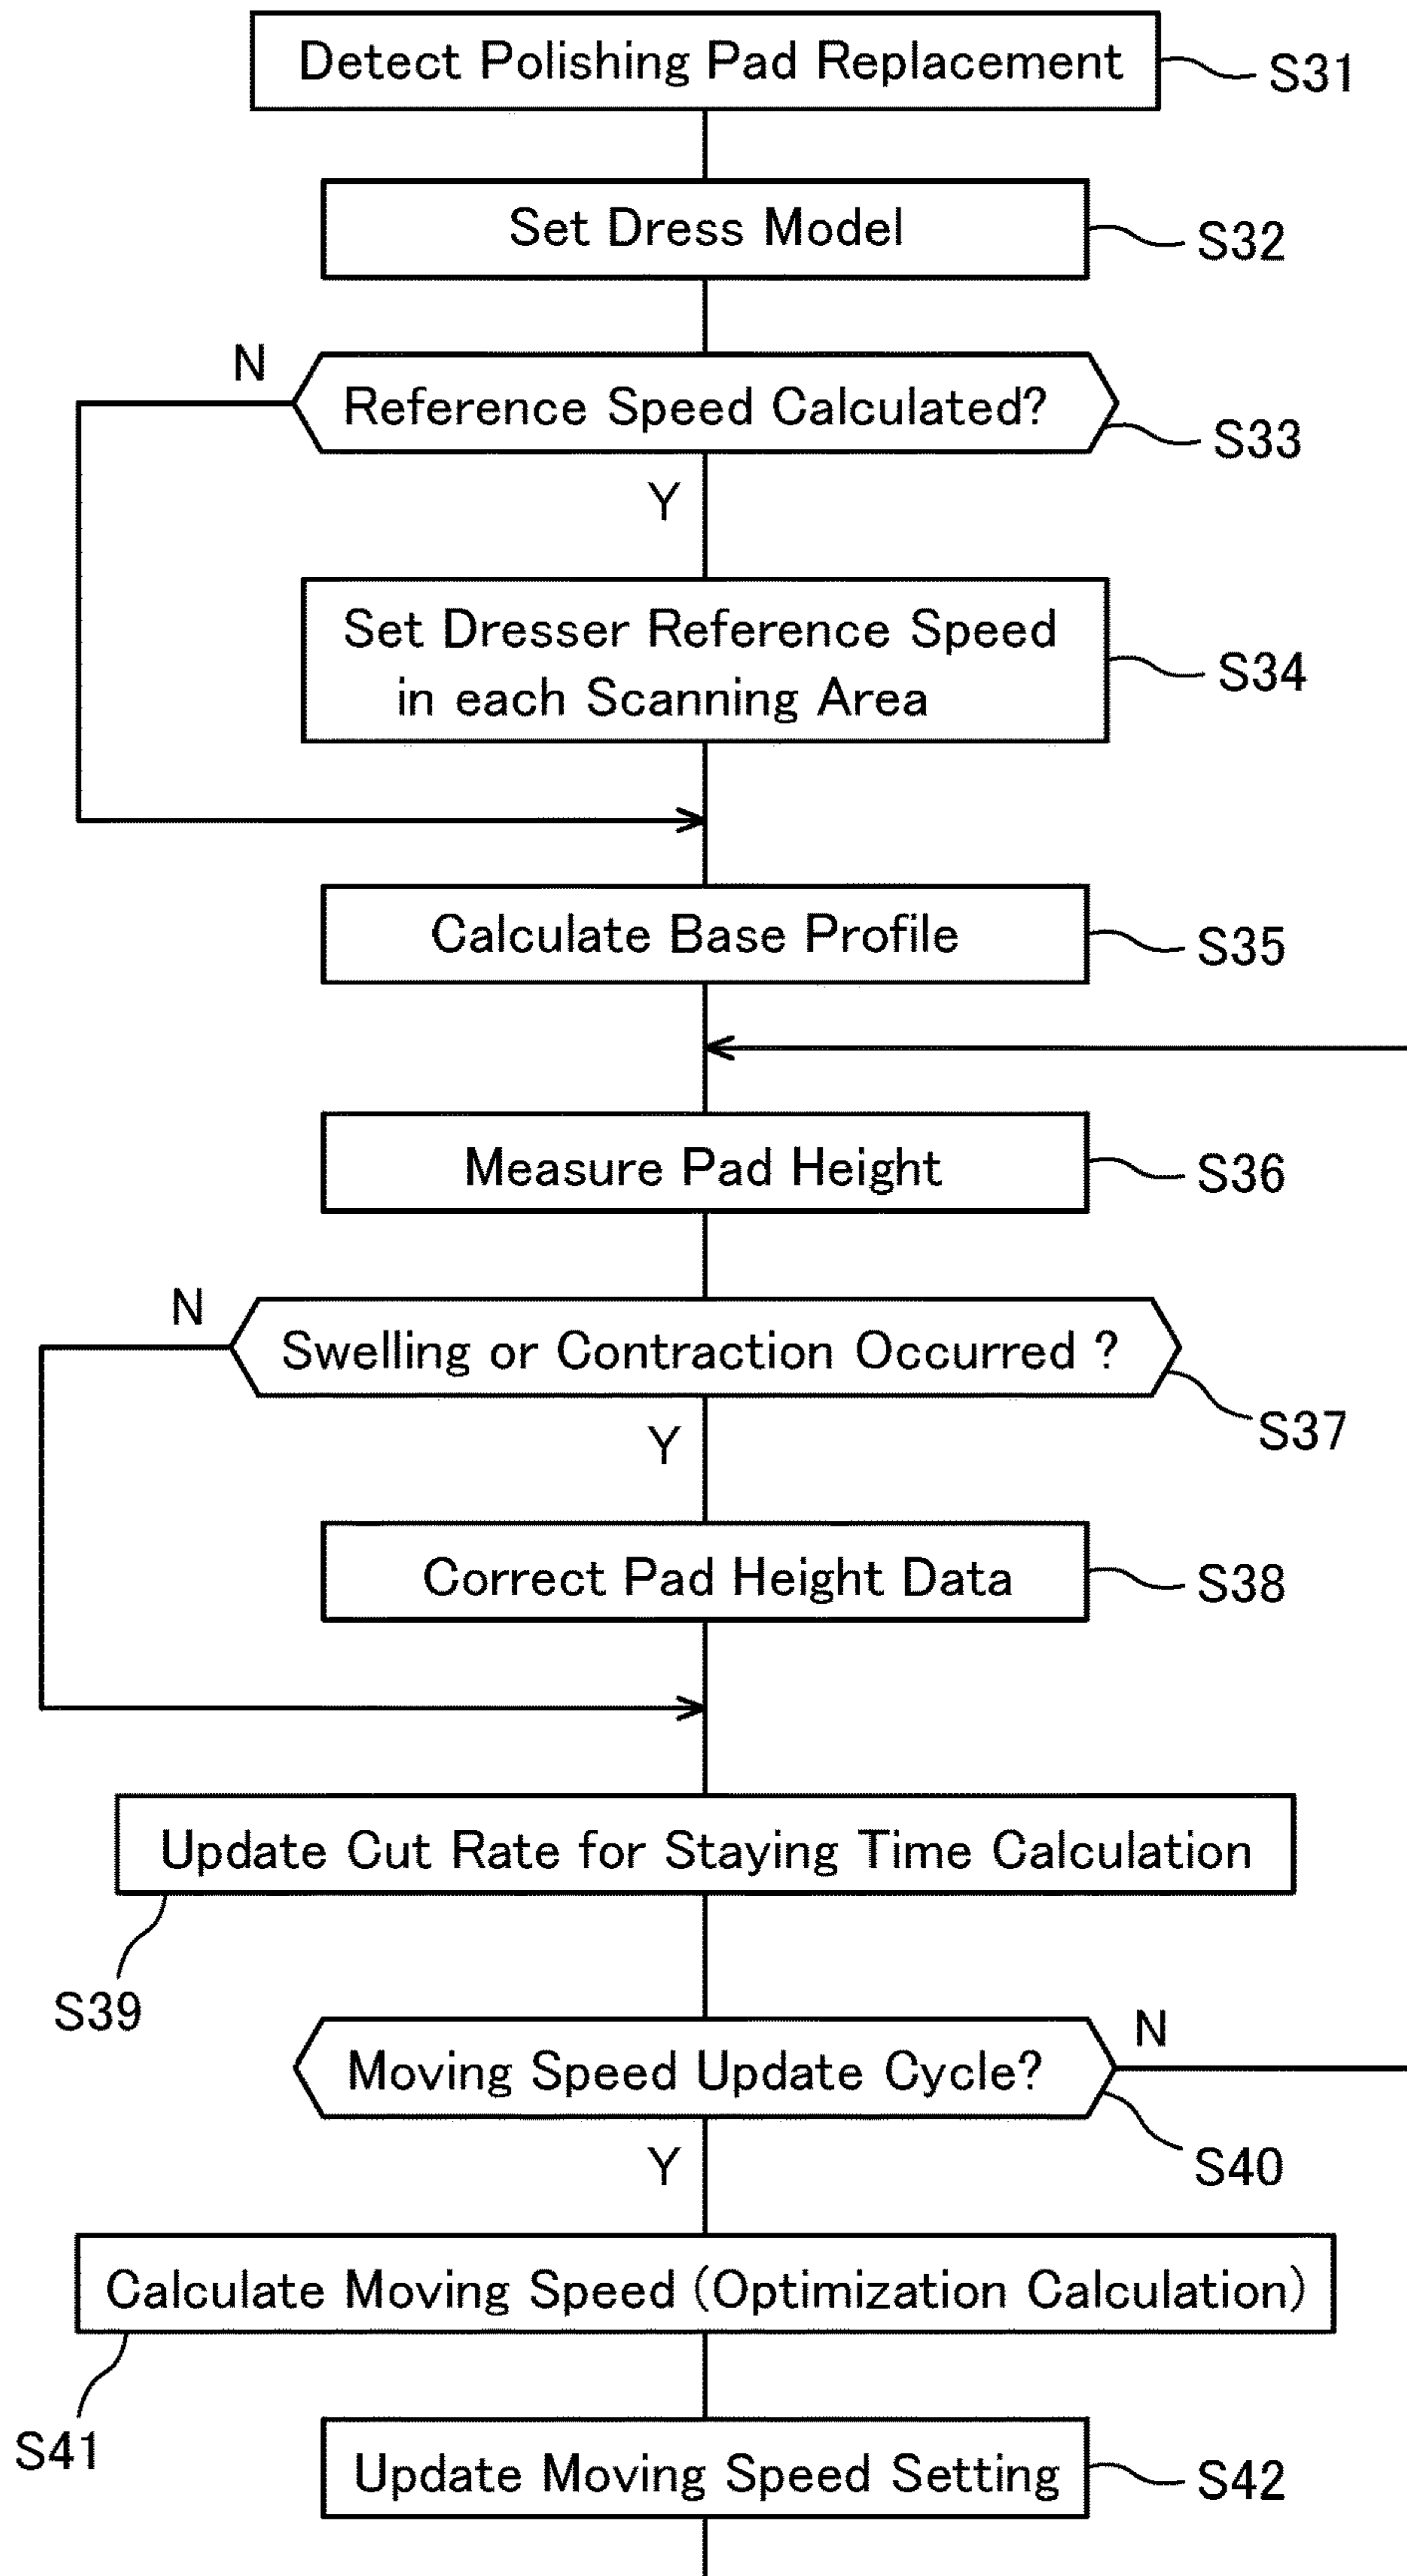 Detect Polishing Pad Replacement
S31
Set Dress Model
S32
N
Reference Speed Calculated?
S33
Y
Set Dresser Reference Speed
in each Scanning Area
S34
Calculate Base Profile
S35
Measure Pad Height
S36
N
Swelling or Contraction Occurred ?
S37
Y
Correct Pad Height Data
S38
Update Cut Rate for Staying Time Calculation
S39
N
Moving Speed Update Cycle?
S40
Y
Calculate Moving Speed (Optimization Calculation)
S41
Update Moving Speed Setting
S42